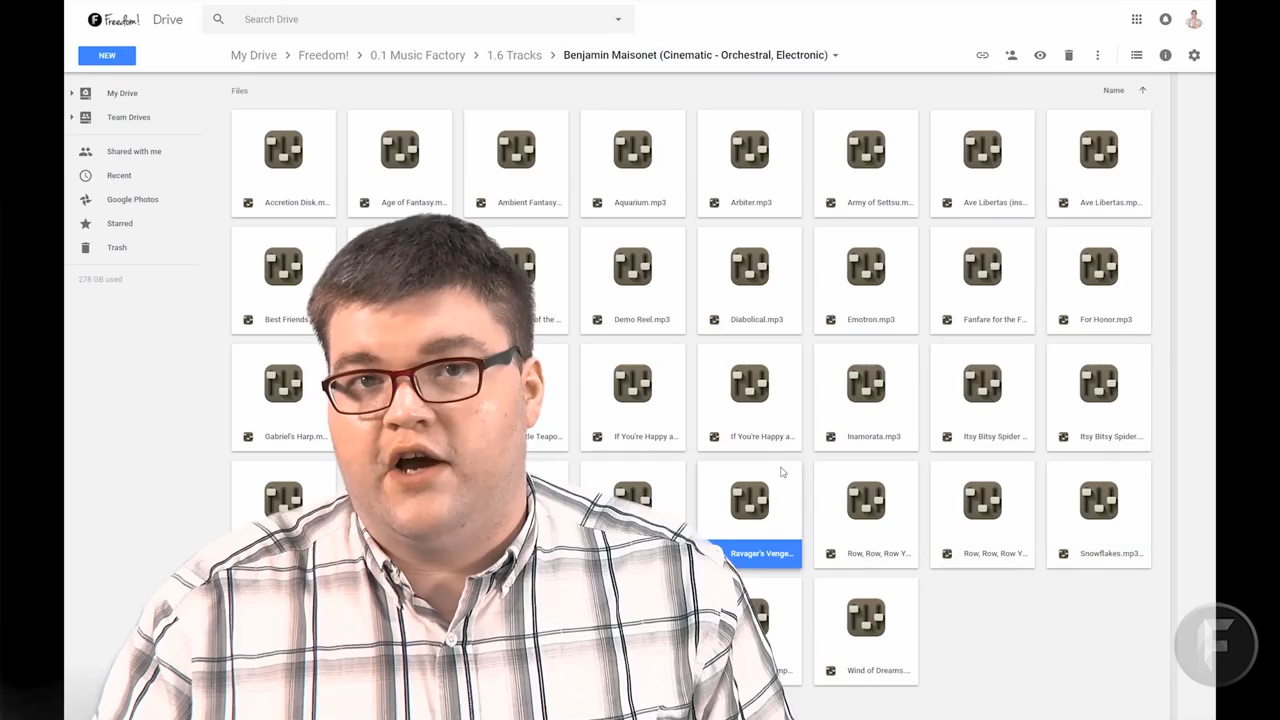 Freedom! Drive Search Drive
NEW My Drive Freedom! 0.1 Music Factory 1.6 Tracks Benjamin Maisonet (Cinematic - Orchestral, Electronic)
Files Name
My Drive
Team Drives
Shared with me
Recent
Google Photos
Starred
Trash
278 GB used
Accretion Disk.m... Age of Fantasy.m... Ambient Fantasy... Aquarium.mp3 Arbiter.mp3 Army of Settsu.m... Ave Libertas (ins... Ave Libertas.mp...
Best Friends of the Demo Reel.mp3 Diabolical.mp3 Emotron.mp3 Fanfare for the F... For Honor.mp3
Gabriel's Harp.m... If You're Happy a... If You're Happy a... Inamorata.mp3 Itsy Bitsy Spider ... Itsy Bitsy Spider....
Ravager's Venge... Row, Row, Row Y... Row, Row, Row Y... Snowflakes.mp3...
Wind of Dreams....
F